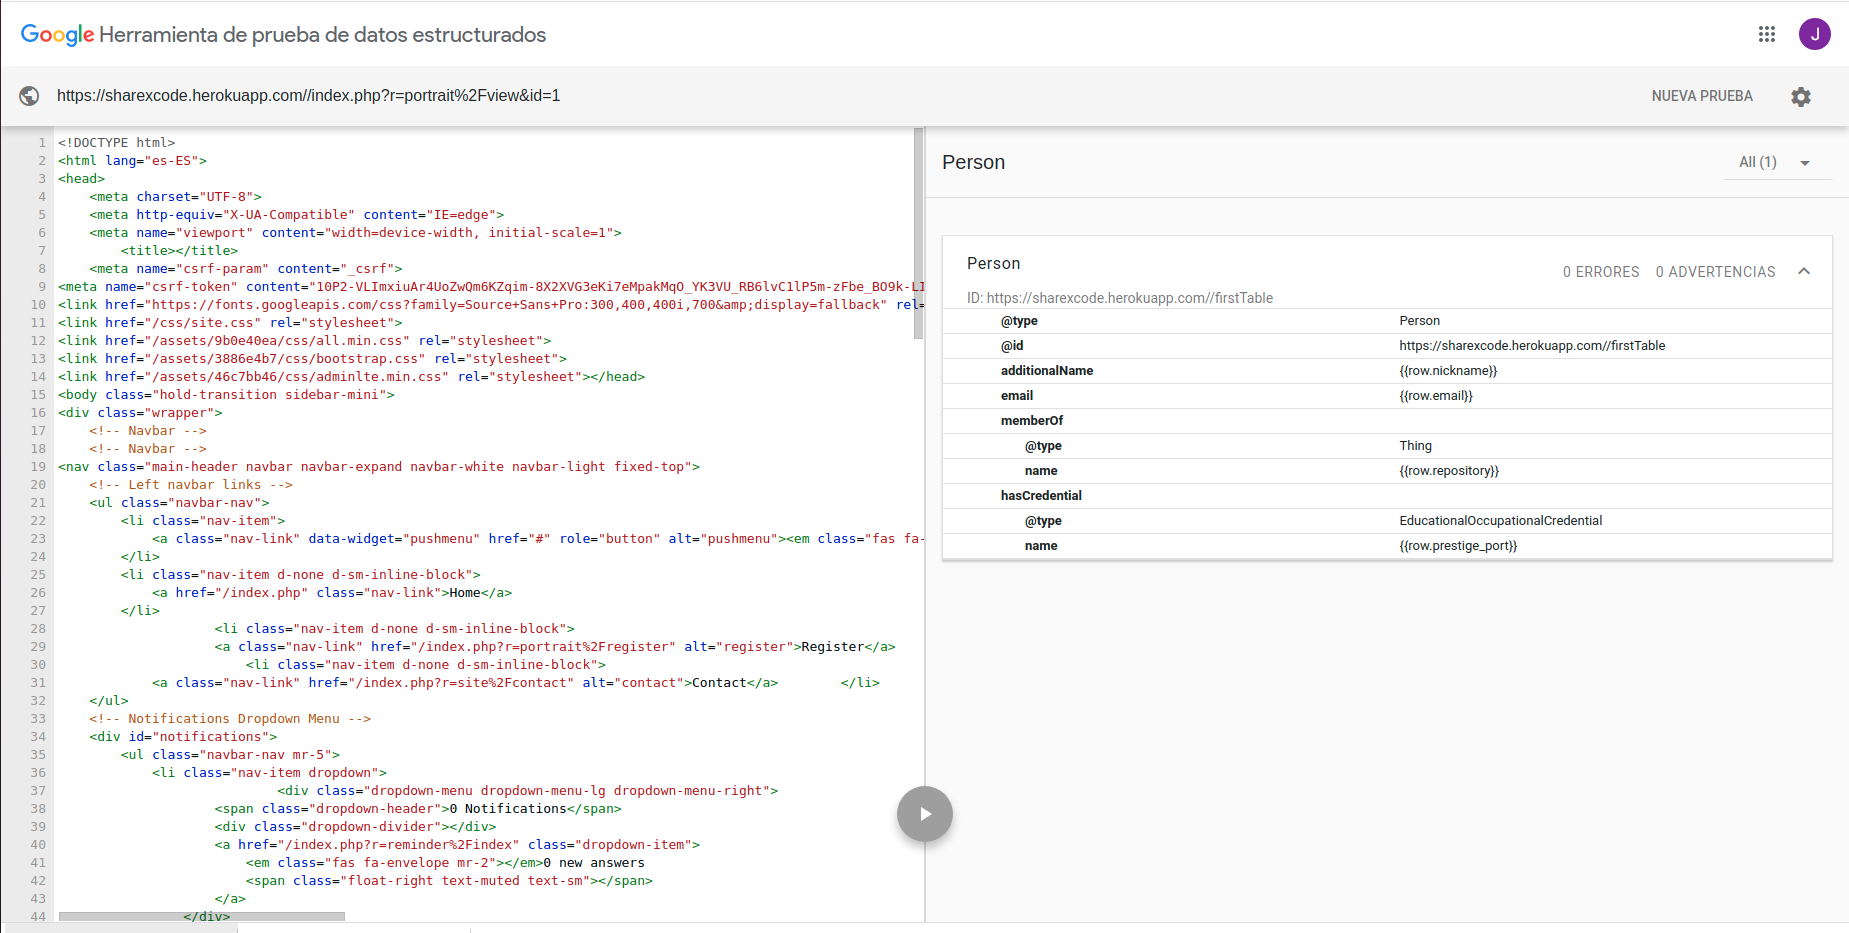 Google Herramienta de prueba de datos estructurados
J
https://sharexcode.herokuapp.com//index.php?r=portrait%2Fview&id=1
NUEVA PRUEBA
1 <!DOCTYPE html>
2 <html lang="es-ES">
3 <head>
4 <meta charset="UTF-8">
5 <meta http-equiv="X-UA-Compatible" content="IE=edge">
6 <meta name="viewport" content="width=device-width, initial-scale=1">
7 <title></title>
8 <meta name="csrf-param" content="_csrf">
9 <meta name="csrf-token" content="10P2-VLImxiuAr4UoZwQm6KZqim-8X2XVG3eKi7eMpakMqO_YK3VU_RB6lvC1lP5m-zFbe_BO9k-LI
10 <link href="https://fonts.googleapis.com/css?family=Source+Sans+Pro:300,400,400i,700&amp;display=fallback" rel=
11 <link href="/css/site.css" rel="stylesheet">
12 <link href="/assets/9b0e40ea/css/all.min.css" rel="stylesheet">
13 <link href="/assets/3886e4b7/css/bootstrap.css" rel="stylesheet">
14 <link href="/assets/46c7bb46/css/adminlte.min.css" rel="stylesheet"></head>
15 <body class="hold-transition sidebar-mini">
16 <div class="wrapper">
17 <!-- Navbar -->
18 <!-- Navbar -->
19 <nav class="main-header navbar navbar-expand navbar-white navbar-light fixed-top">
20 <!-- Left navbar links -->
21 <ul class="navbar-nav">
22 <li class="nav-item">
23 <a class="nav-link" data-widget="pushmenu" href="#" role="button" alt="pushmenu"><em class="fas fa-
24 </li>
25 <li class="nav-item d-none d-sm-inline-block">
26 <a href="/index.php" class="nav-link">Home</a>
27 </li>
28 <li class="nav-item d-none d-sm-inline-block">
29 <a class="nav-link" href="/index.php?r=portrait%2Fregister" alt="register">Register</a>
30 <li class="nav-item d-none d-sm-inline-block">
31 <a class="nav-link" href="/index.php?r=site%2Fcontact" alt="contact">Contact</a> </li>
32 </ul>
33 <!-- Notifications Dropdown Menu -->
34 <div id="notifications">
35 <ul class="navbar-nav mr-5">
36 <li class="nav-item dropdown">
37 <div class="dropdown-menu dropdown-menu-lg dropdown-menu-right">
38 <span class="dropdown-header">0 Notifications</span>
39 <div class="dropdown-divider"></div>
40 <a href="/index.php?r=reminder%2Findex" class="dropdown-item">
41 <em class="fas fa-envelope mr-2"></em>0 new answers
42 <span class="float-right text-muted text-sm"></span>
43 </a>
44 </div>
Person
All (1)
Person
0 ERRORES 0 ADVERTENCIAS
ID: https://sharexcode.herokuapp.com//firstTable
@type Person
@id https://sharexcode.herokuapp.com//firstTable
additionalName {{row.nickname}}
email {{row.email}}
memberOf
@type Thing
name {{row.repository}}
hasCredential
@type EducationalOccupationalCredential
name {{row.prestige_port}}